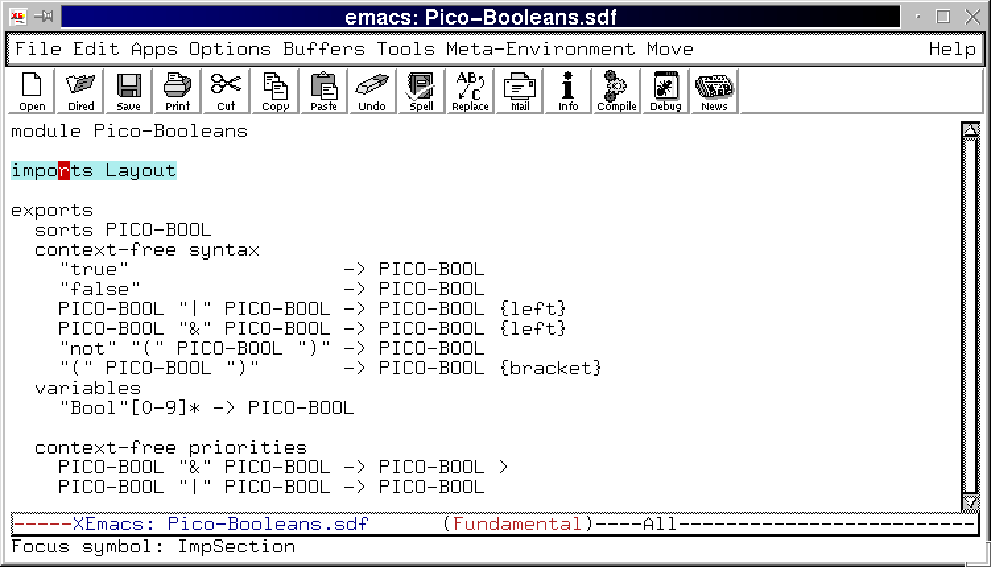 emacs: Pico-Booleans.sdf
File Edit Apps Options Buffers Tools Meta-Environment Move Help
Open Dired Save Print Cut Copy Paste Undo Spell Replace Mail Info Compile Debug News
module Pico-Booleans
imports Layout
exports
  sorts PICO-BOOL
  context-free syntax
    "true"                  -> PICO-BOOL
    "false"                 -> PICO-BOOL
    PICO-BOOL "|" PICO-BOOL -> PICO-BOOL {left}
    PICO-BOOL "&" PICO-BOOL -> PICO-BOOL {left}
    "not" "(" PICO-BOOL ")" -> PICO-BOOL
    "(" PICO-BOOL ")"       -> PICO-BOOL {bracket}
  variables
    "Bool"[0-9]* -> PICO-BOOL
  context-free priorities
    PICO-BOOL "&" PICO-BOOL -> PICO-BOOL >
    PICO-BOOL "|" PICO-BOOL -> PICO-BOOL
-----XEmacs: Pico-Booleans.sdf      (Fundamental)----All-------------------------
Focus symbol: ImpSection